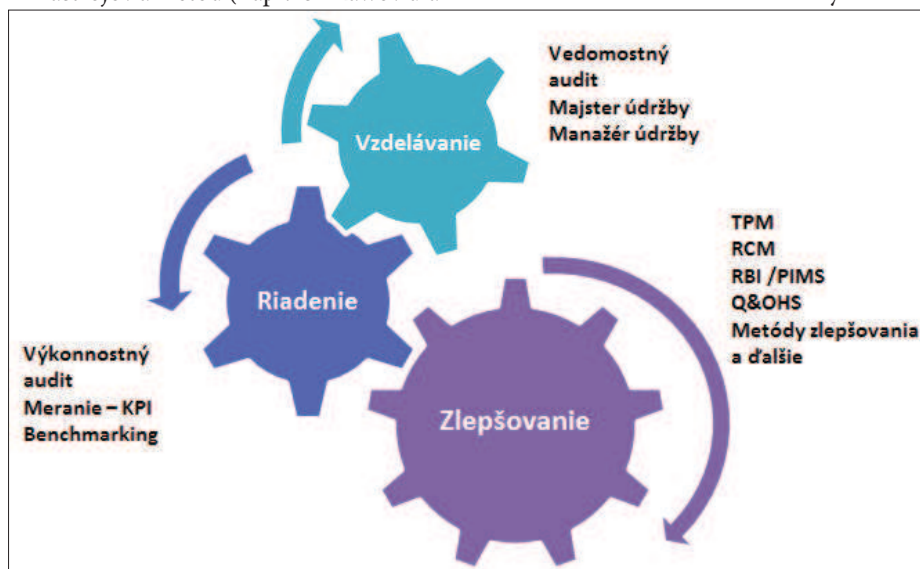 Vedomostný
audit
Majster údržby
Manažér údržby
Vzdelávanie
TPM
RCM
RBI /PIMS
Q&OHS
Metódy zlepšovania
a ďalšie
Riadenie
Výkonnostný
audit
Meranie – KPI
Benchmarking
Zlepšovanie